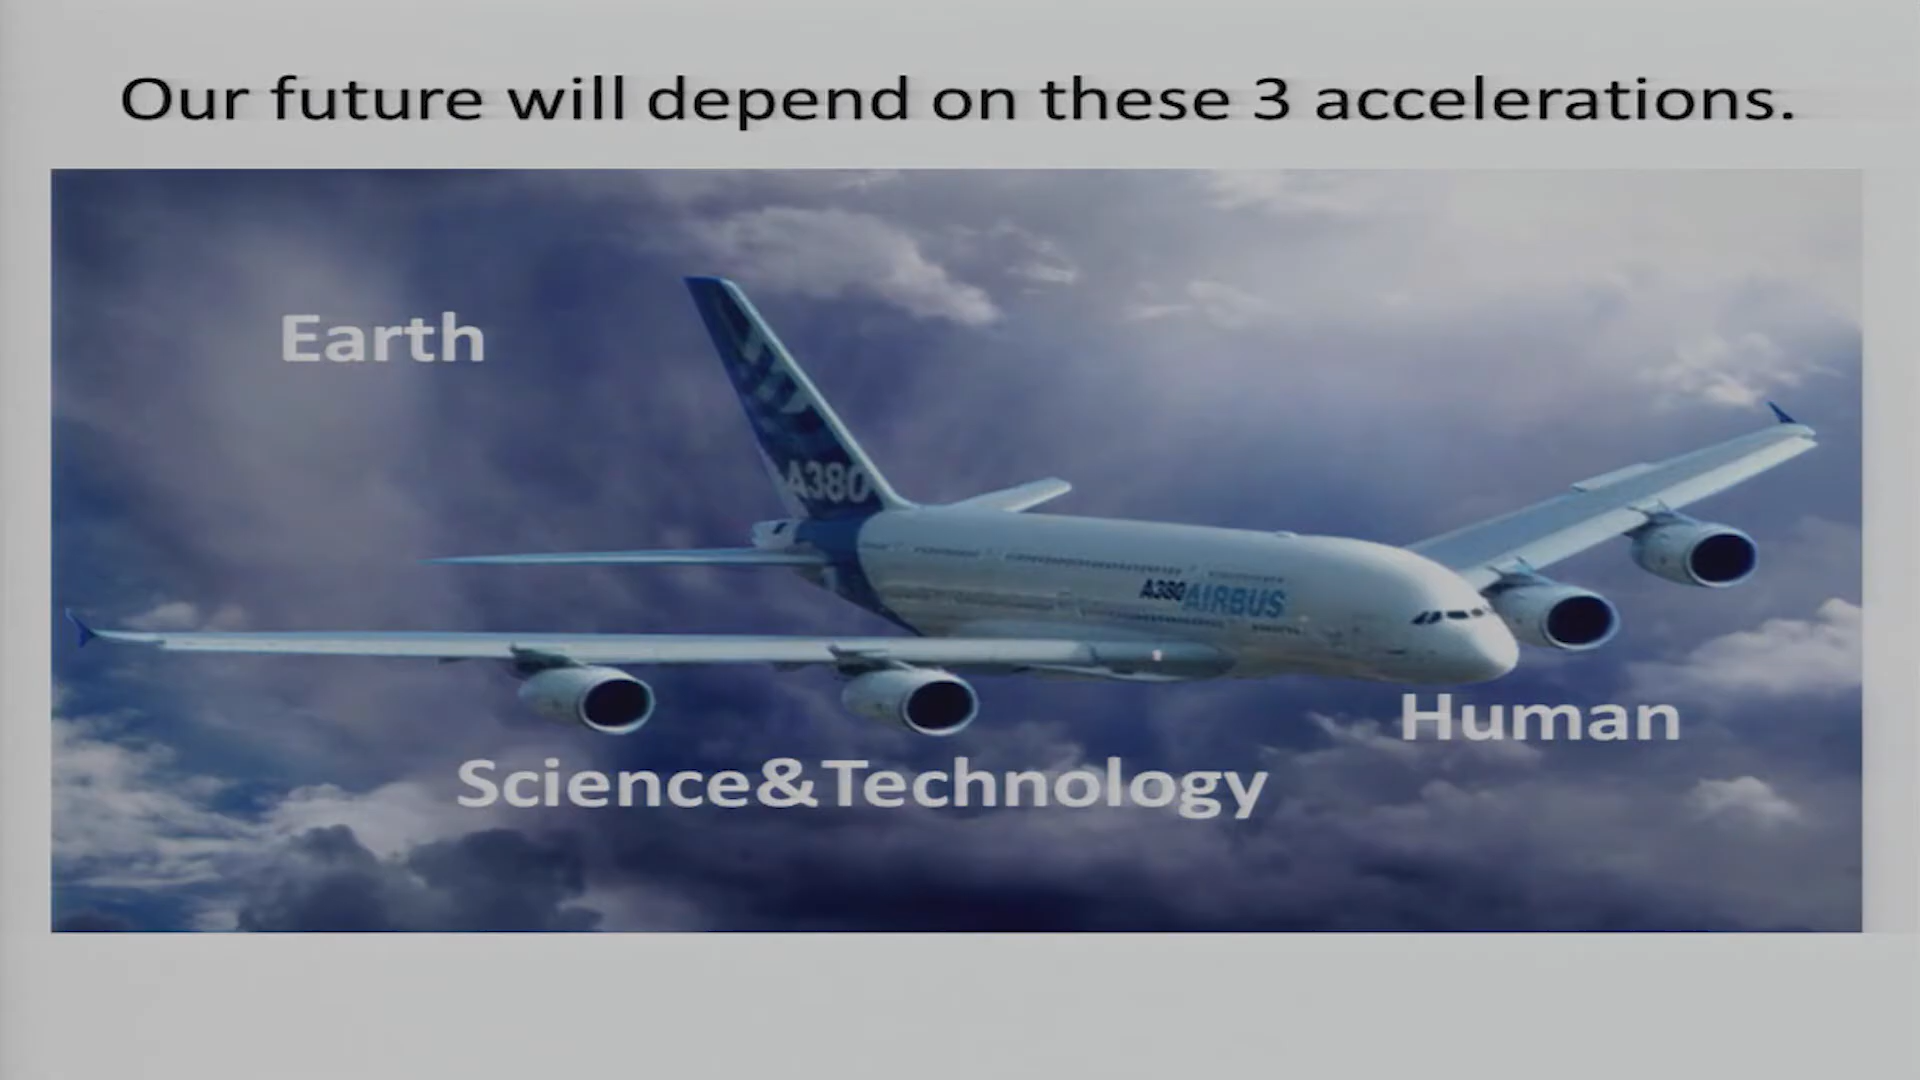 Our future will depend on these 3 accelerations.
Earth
A380
A380 AIRBUS
Human
Science&Technology